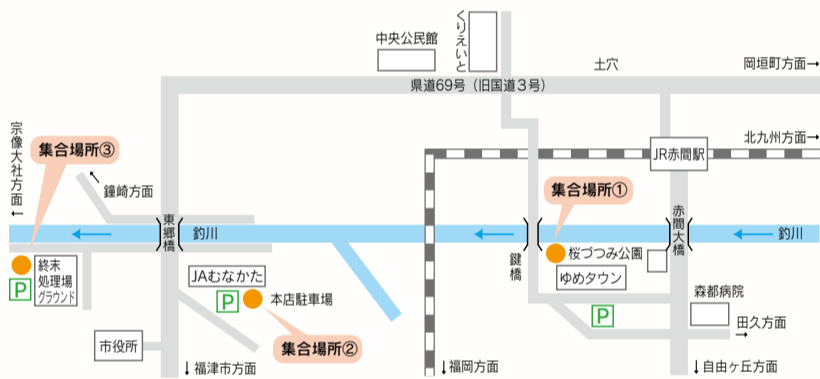 中央公民館
くりえいと
土穴
岡垣町方面→
県道69号（旧国道3号）
宗像大社方面
←
集合場所③
北九州方面→
JR赤間駅
鐘崎方面
集合場所①
東郷橋
釣川
鍵橋
赤間大橋
釣川
桜づつみ公園
ゆめタウン
終末
処理場
グラウンド
P
JAむなかた
P
本店駐車場
P
森都病院
田久方面
→
市役所
集合場所②
↓福津市方面
↓福岡方面
↓自由ヶ丘方面